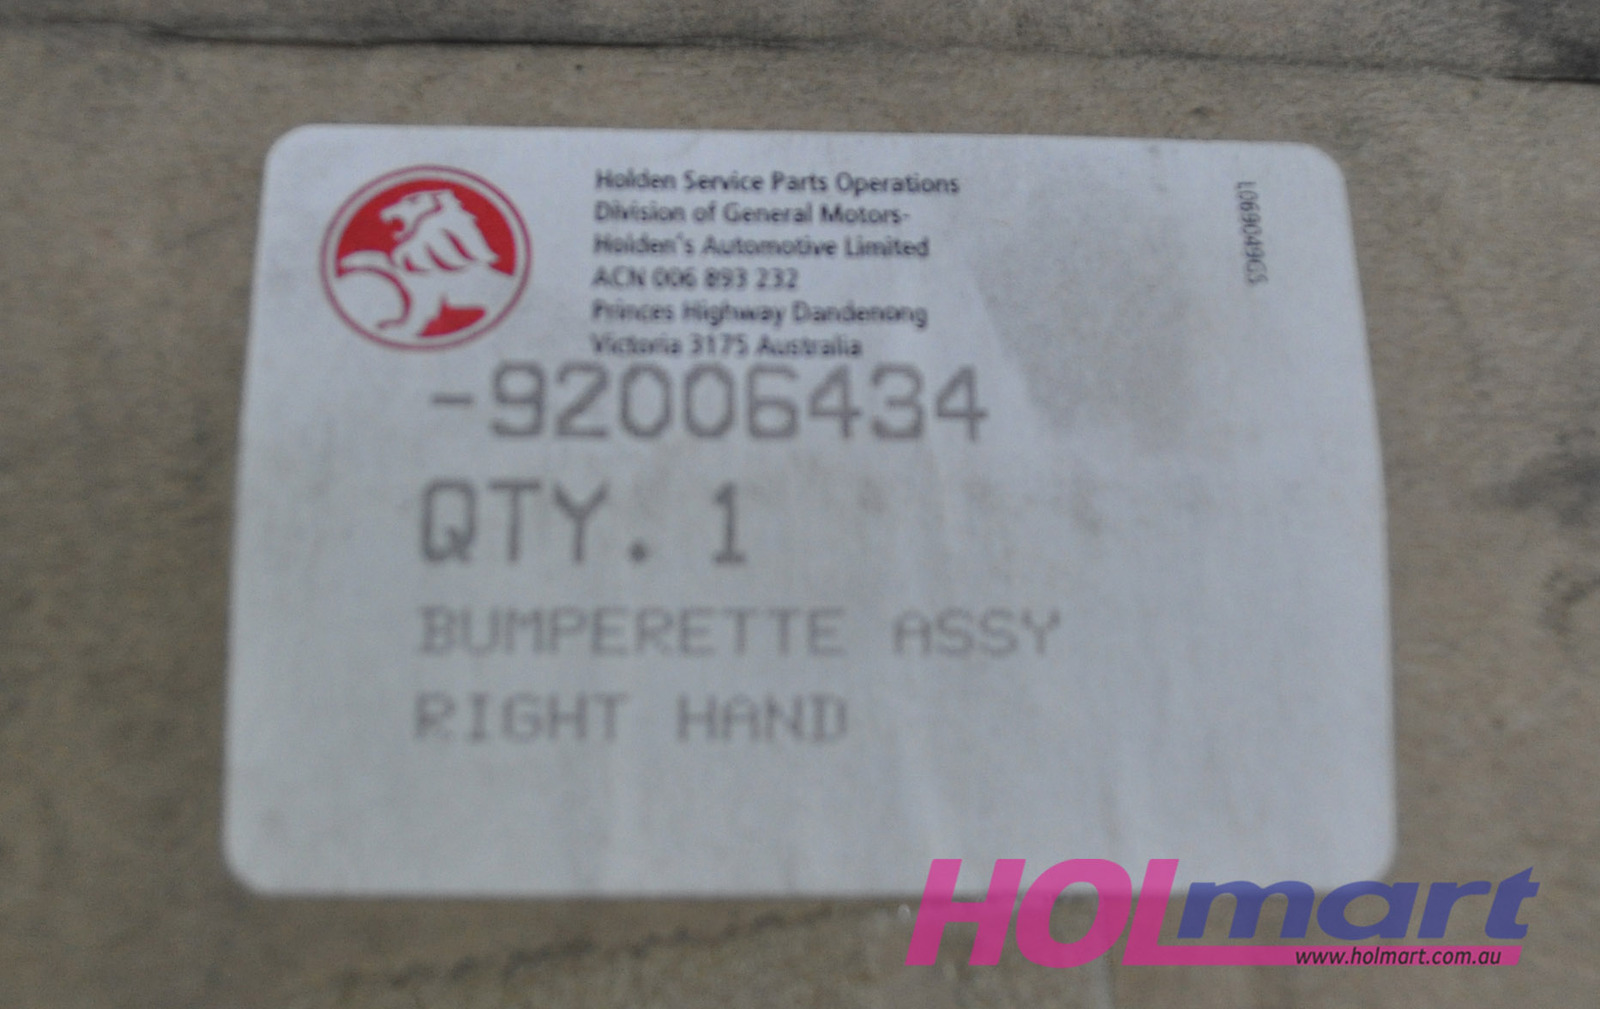 Holden Service Parts Operations
Division of General Motors-
Holden's Automotive Limited
ACN 006 893 232
Princes Highway Dandenong
Victoria 3175 Australia
-92006434
QTY. 1
BUMPERETTE ASSY
RIGHT HAND
HOLmart
www.holmart.com.au